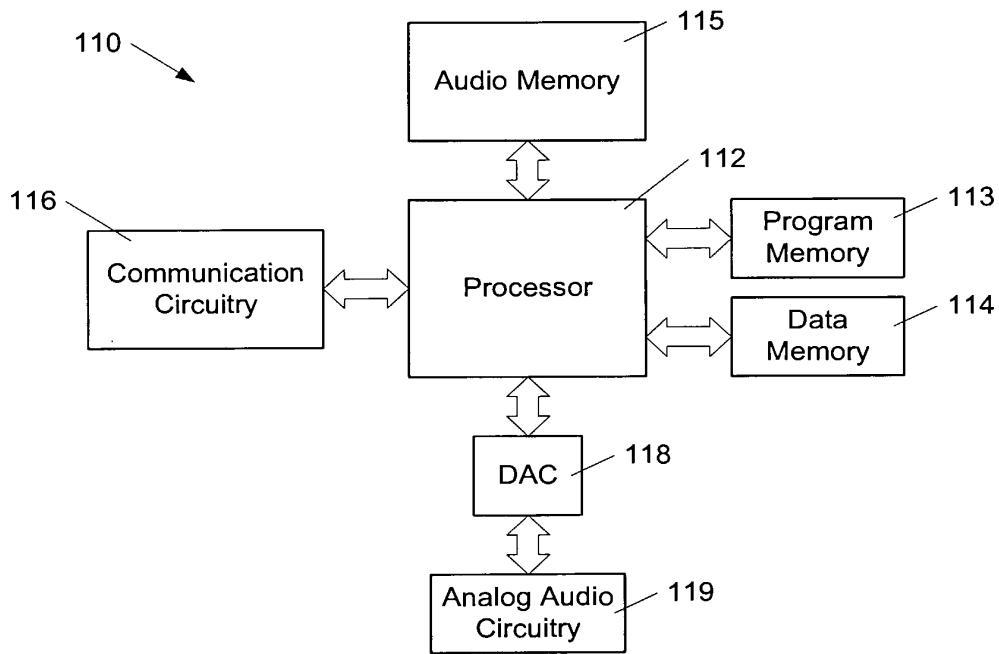 110
115
Audio Memory
112
116
113
Program
Memory
Communication
Circuitry
Processor
114
Data
Memory
118
DAC
119
Analog Audio
Circuitry